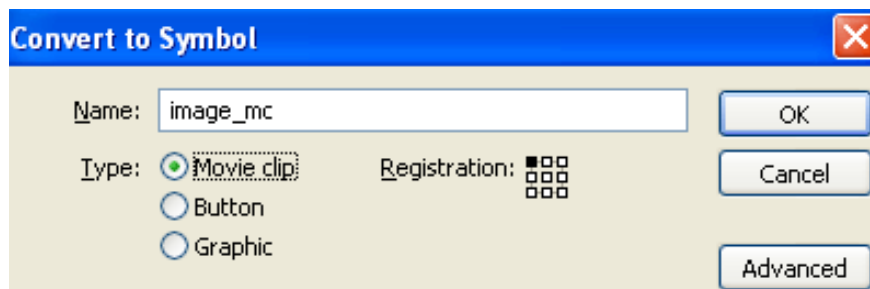 Convert to Symbol
Name: image_mc OK
Type: Movie clip Registration: Cancel
Button
Graphic
Advanced